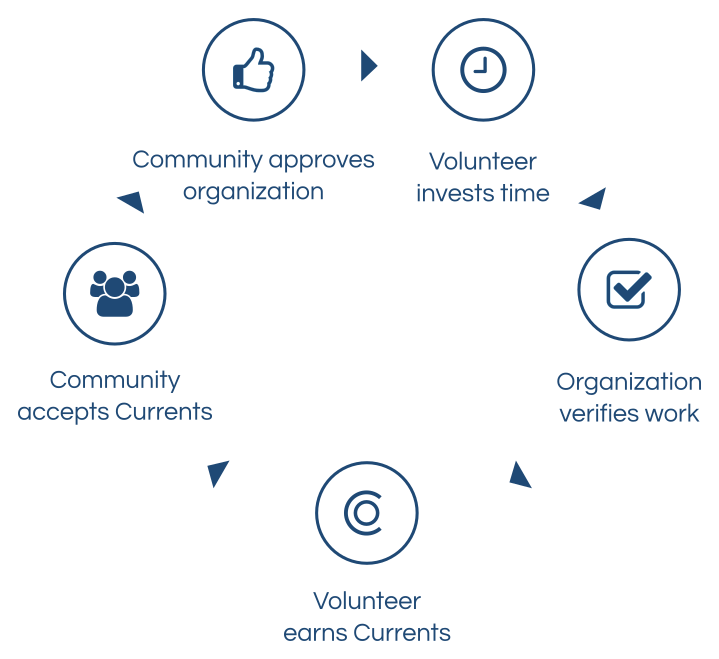 Community approves
organization
Volunteer
invests time
Organization
verifies work
Volunteer
earns Currents
Community
accepts Currents